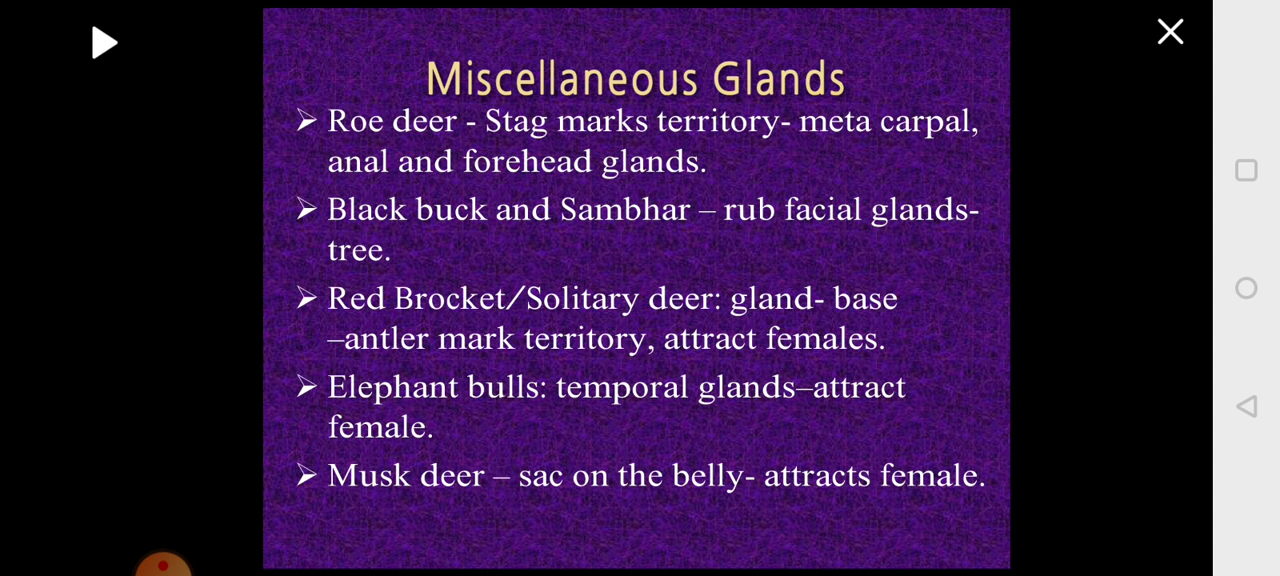 Miscellaneous Glands
➢ Roe deer - Stag marks territory- meta carpal,
anal and forehead glands.
➢ Black buck and Sambhar – rub facial glands-
tree.
➢ Red Brocket/Solitary deer: gland- base
–antler mark territory, attract females.
➢ Elephant bulls: temporal glands–attract
female.
➢ Musk deer – sac on the belly- attracts female.